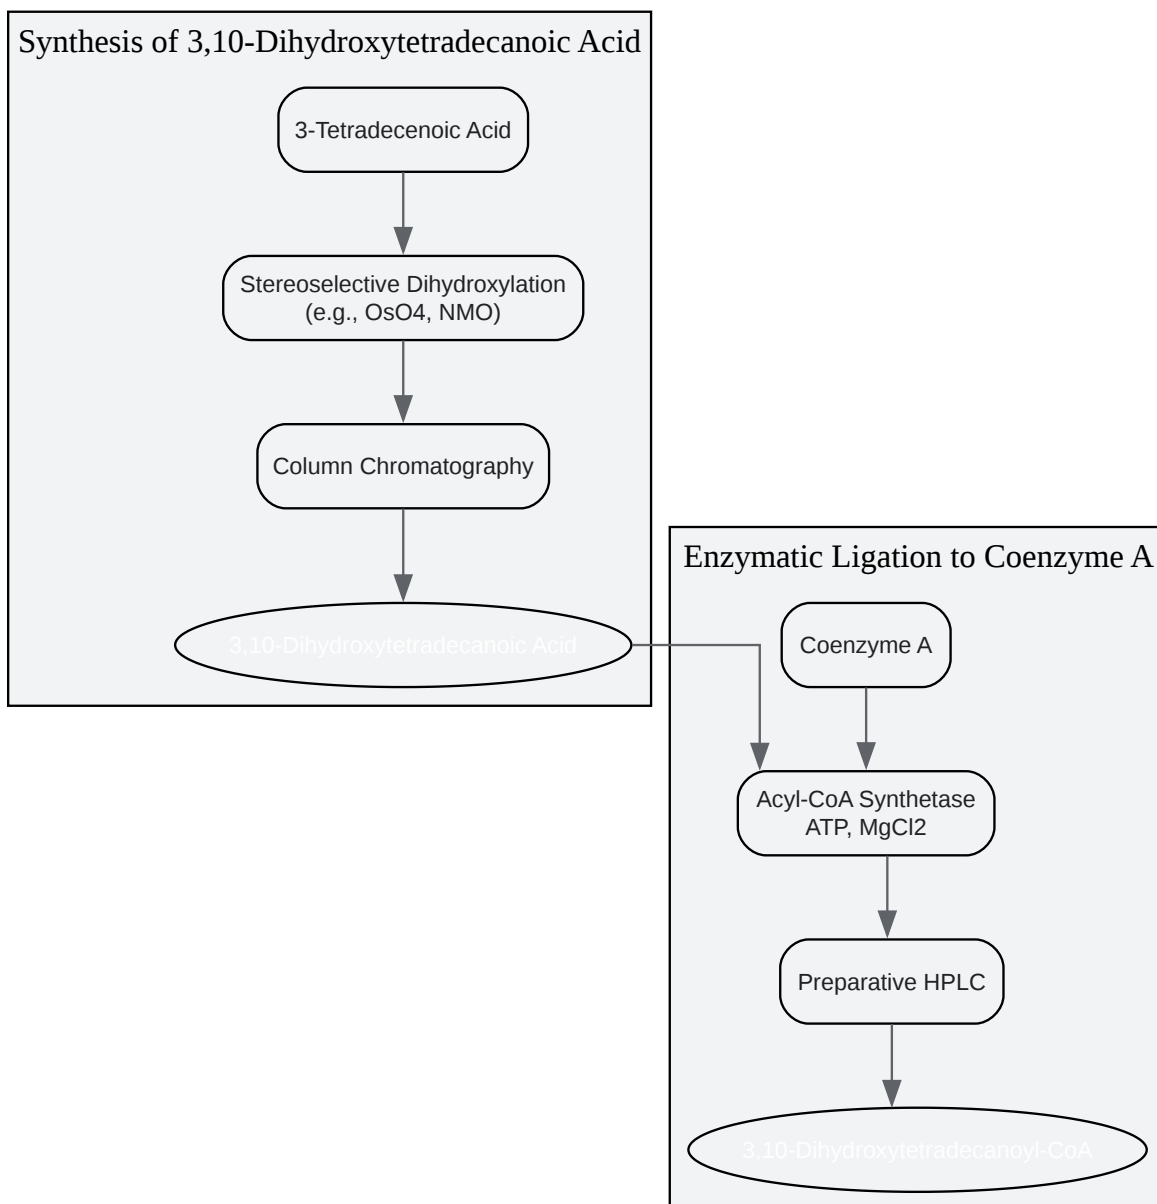 Synthesis of 3,10-Dihydroxytetradecanoic Acid
3-Tetradecenoic Acid
Stereoselective Dihydroxylation
(e.g., OsO4, NMO)
Column Chromatography
3,10-Dihydroxytetradecanoic Acid
Enzymatic Ligation to Coenzyme A
Coenzyme A
Acyl-CoA Synthetase
ATP, MgCl2
Preparative HPLC
3,10-Dihydroxytetradecanoyl-CoA